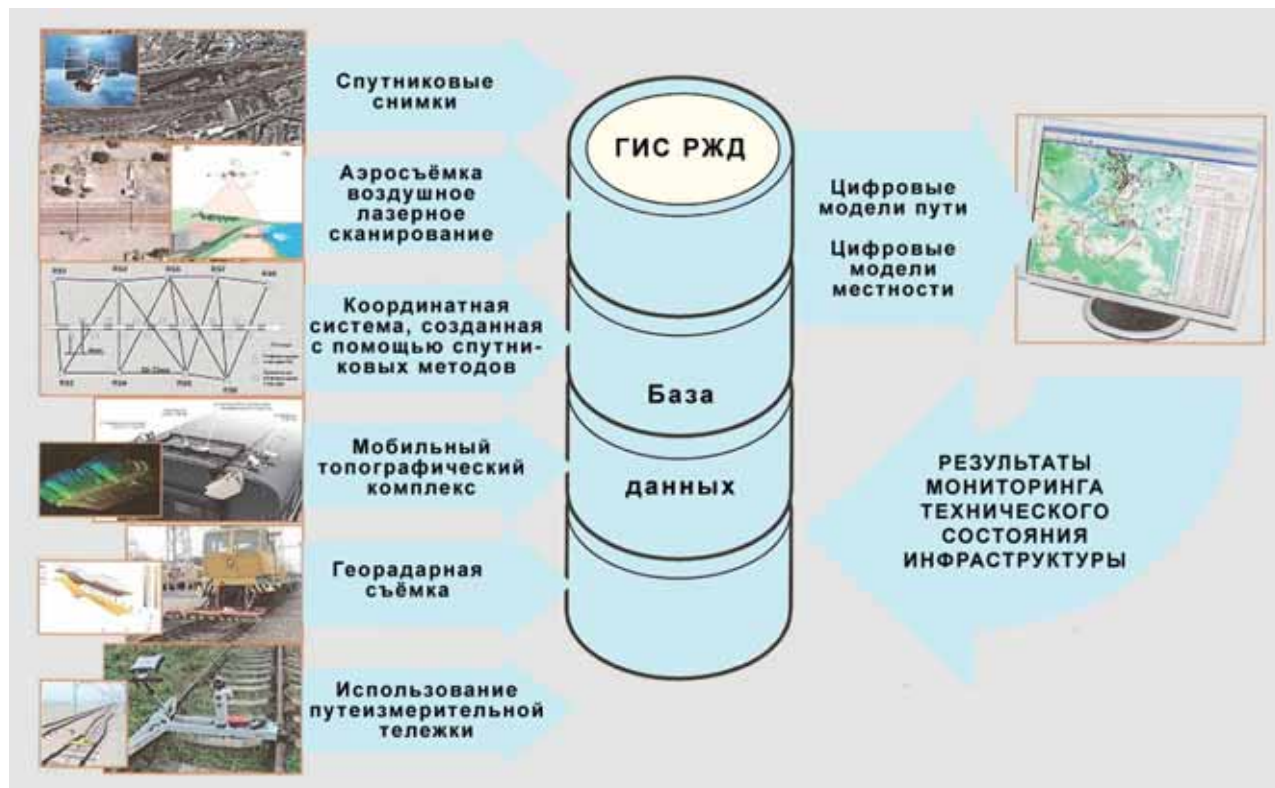 Спутниковые
снимки
Аэросъёмка
воздушное
лазерное
сканирование
Координатная
система, созданная
с помощью спутни-
ковых методов
Мобильный
топографический
комплекс
Георадарная
съёмка
Использование
путеизмерительной
тележки
ГИС РЖД
База
данных
Цифровые
модели пути
Цифровые
модели
местности
РЕЗУЛЬТАТЫ
МОНИТОРИНГА
ТЕХНИЧЕСКОГО
СОСТОЯНИЯ
ИНФРАСТРУКТУРЫ